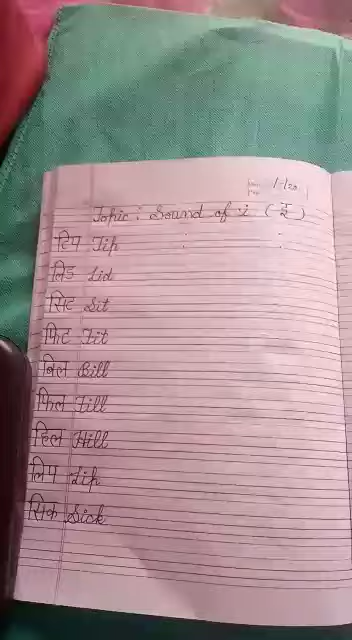 Topic : Sound of i (ि)
टिप Tip
लिड Lid
सिट Sit
फिट Fit
बिल Bill
फिल Fill
हिल Hill
लिप Lip
सिक Sick